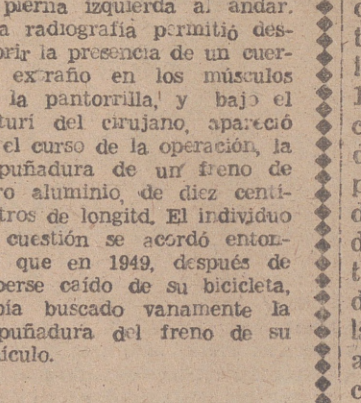 pierna izquierda al andar.
a radiografía permitió des-
brir la presencia de un cuer-
extraño en los músculos
la pantorrilla, y bajo el
turí del cirujano, apareció
el curso de la operación, la
puñadura de un freno de
ro aluminio, de diez centí-
tros de longitd. El individuo
cuestión se acordó enton-
que en 1949, después de
berse caído de su bicicleta,
bía buscado vanamente la
puñadura del freno de su
ículo.